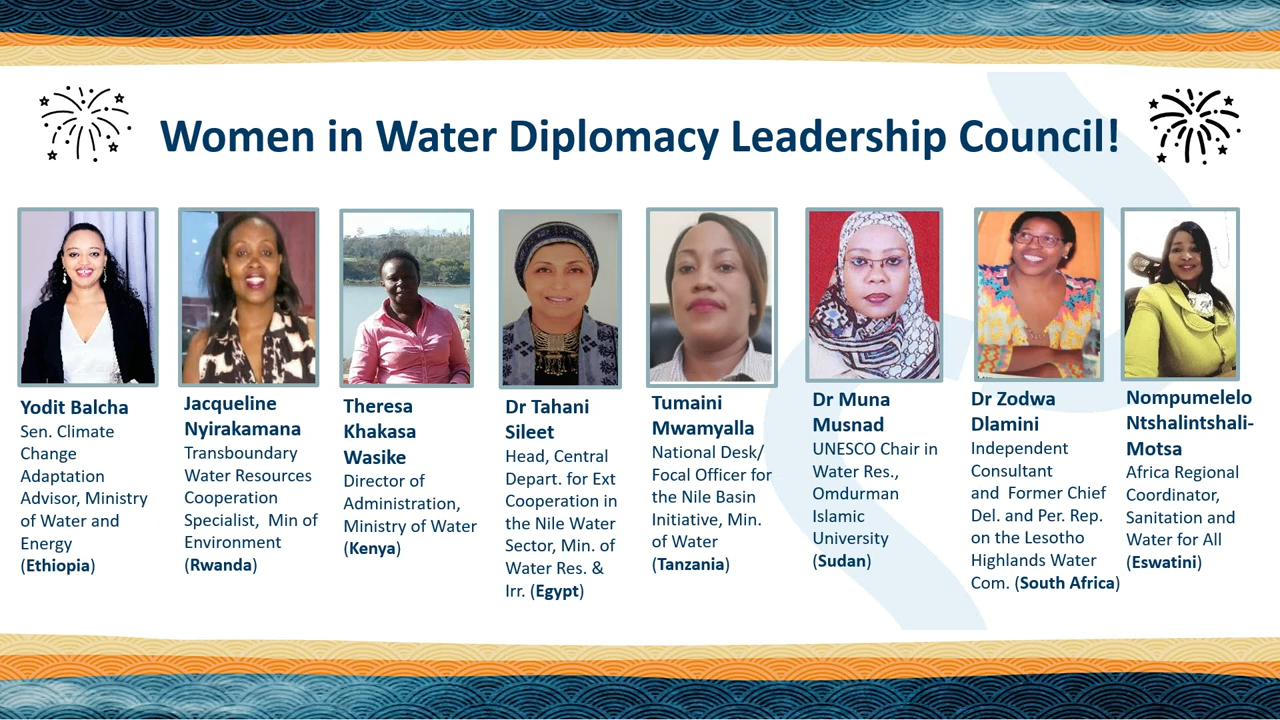 Women in Water Diplomacy Leadership Council!
Yodit Balcha
Sen. Climate
Change
Adaptation
Advisor, Ministry
of Water and
Energy
(Ethiopia)
Jacqueline
Nyirakamana
Transboundary
Water Resources
Cooperation
Specialist, Min of
Environment
(Rwanda)
Theresa
Khakasa
Wasike
Director of
Administration,
Ministry of Water
(Kenya)
Dr Tahani
Sileet
Head, Central
Depart. for Ext
Cooperation in
the Nile Water
Sector, Min. of
Water Res. &
Irr. (Egypt)
Tumaini
Mwamyalla
National Desk/
Focal Officer for
the Nile Basin
Initiative, Min.
of Water
(Tanzania)
Dr Muna
Musnad
UNESCO Chair in
Water Res.,
Omdurman
Islamic
University
(Sudan)
Dr Zodwa
Dlamini
Independent
Consultant
and Former Chief
Del. and Per. Rep.
on the Lesotho
Highlands Water
Com. (South Africa)
Nompumelelo
Ntshalintshali-
Motsa
Africa Regional
Coordinator,
Sanitation and
Water for All
(Eswatini)